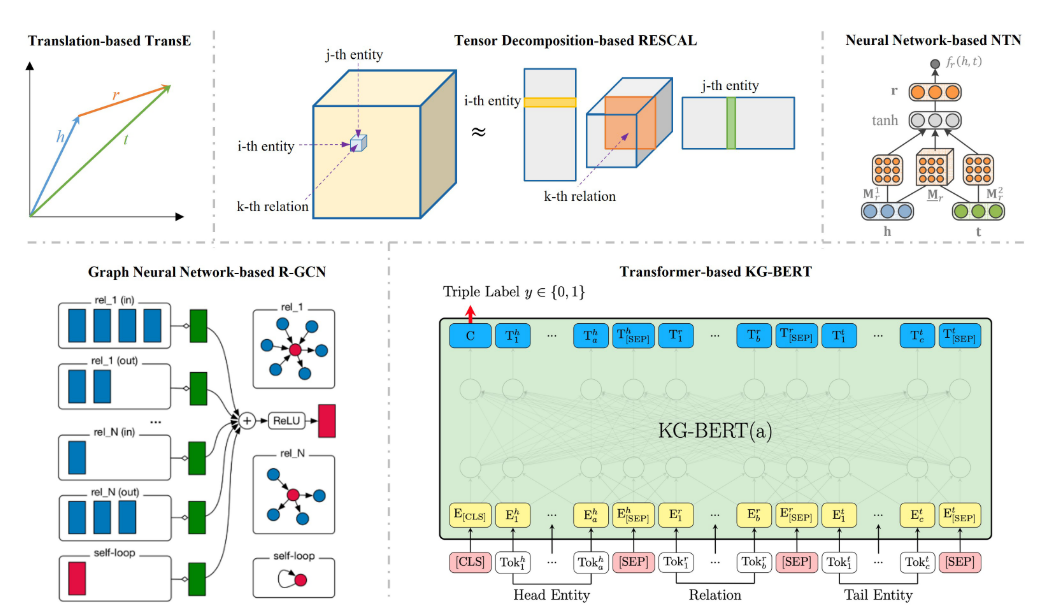 Translation-based TransE
h
r
t
Tensor Decomposition-based RESCAL
j-th entity
i-th entity
k-th relation
≈
i-th entity
j-th entity
k-th relation
Neural Network-based NTN
f_r(h, t)
r
tanh
M_r^1
M_r
M_r^2
h
t
Graph Neural Network-based R-GCN
rel_1 (in)
rel_1 (out)
...
rel_N (in)
rel_N (out)
self-loop
+
ReLU
rel_1
rel_N
Transformer-based KG-BERT
Triple Label y ∈ {0, 1}
C T_1^h ... T_a^h T_[SEP]^h T_1^r ... T_b^r T_[SEP]^r T_1^t ... T_c^t T_[SEP]^t
KG-BERT(a)
E_[CLS] E_1^h ... E_a^h E_[SEP]^h E_1^r ... E_b^r E_[SEP]^r E_1^t ... E_c^t E_[SEP]^t
[CLS] Tok_1^h ... Tok_a^h [SEP] Tok_1^r ... Tok_b^r [SEP] Tok_1^t ... Tok_c^t [SEP]
Head Entity Relation Tail Entity